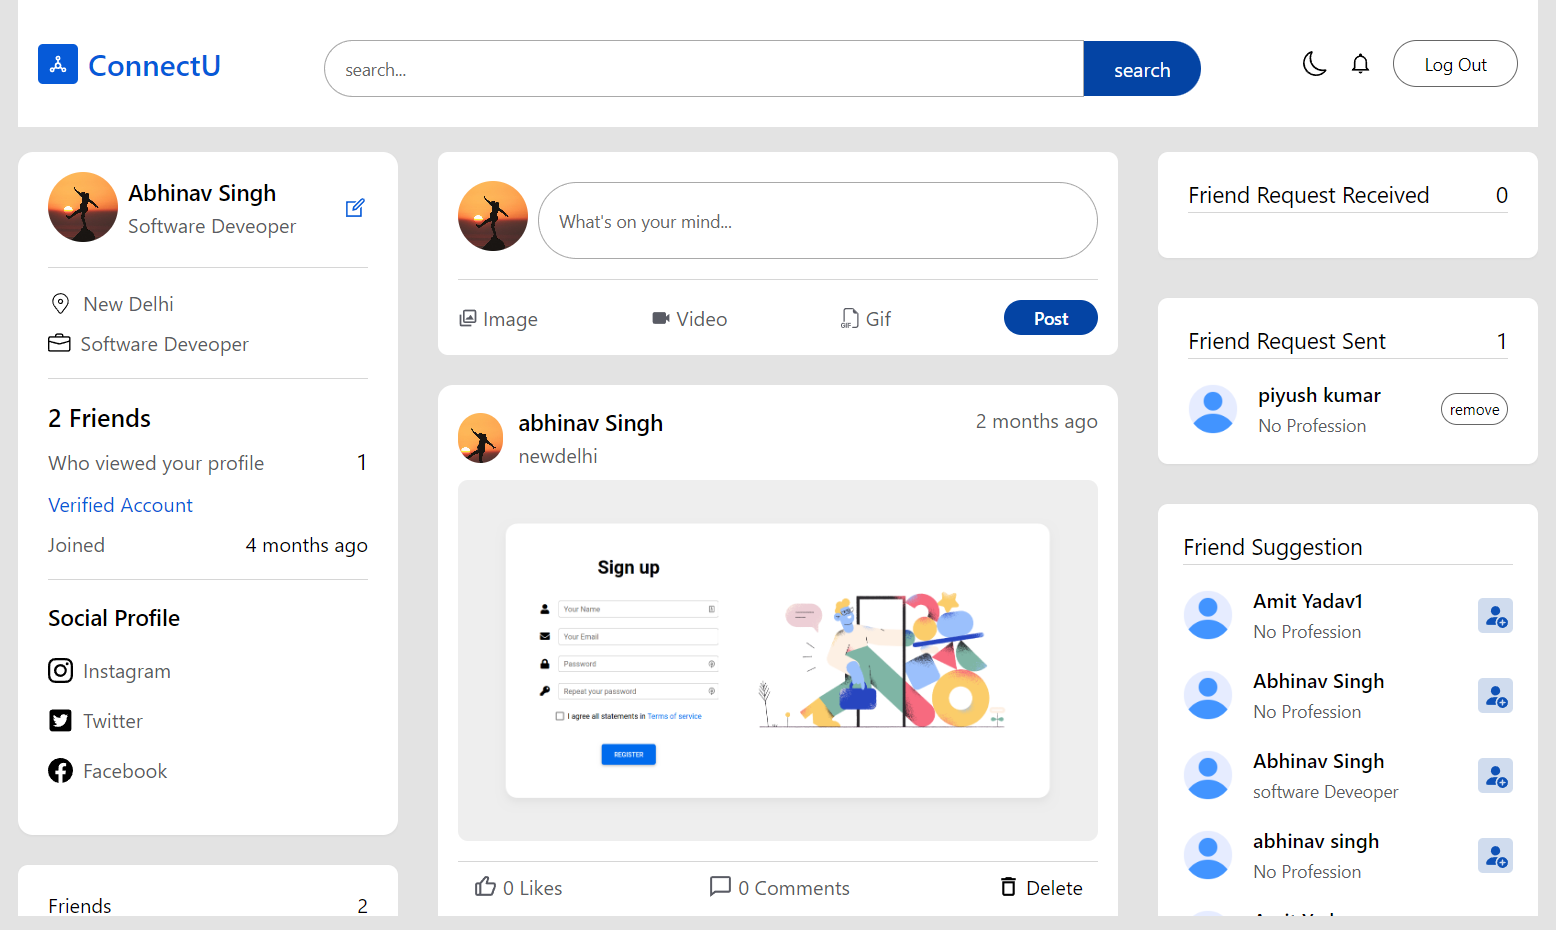 ConnectU
search...
search
Log Out
Abhinav Singh
Software Deveoper
New Delhi
Software Deveoper
2 Friends
Who viewed your profile 1
Verified Account
Joined 4 months ago
Social Profile
Instagram
Twitter
Facebook
Friends 2
What's on your mind...
Image Video GIF Gif Post
abhinav Singh 2 months ago
newdelhi
Sign up
Your Name
Your Email
Password
Repeat your password
I agree all statements in Terms of service
REGISTER
0 Likes 0 Comments Delete
Friend Request Received 0
Friend Request Sent 1
piyush kumar
No Profession
remove
Friend Suggestion
Amit Yadav1
No Profession
Abhinav Singh
No Profession
Abhinav Singh
software Deveoper
abhinav singh
No Profession